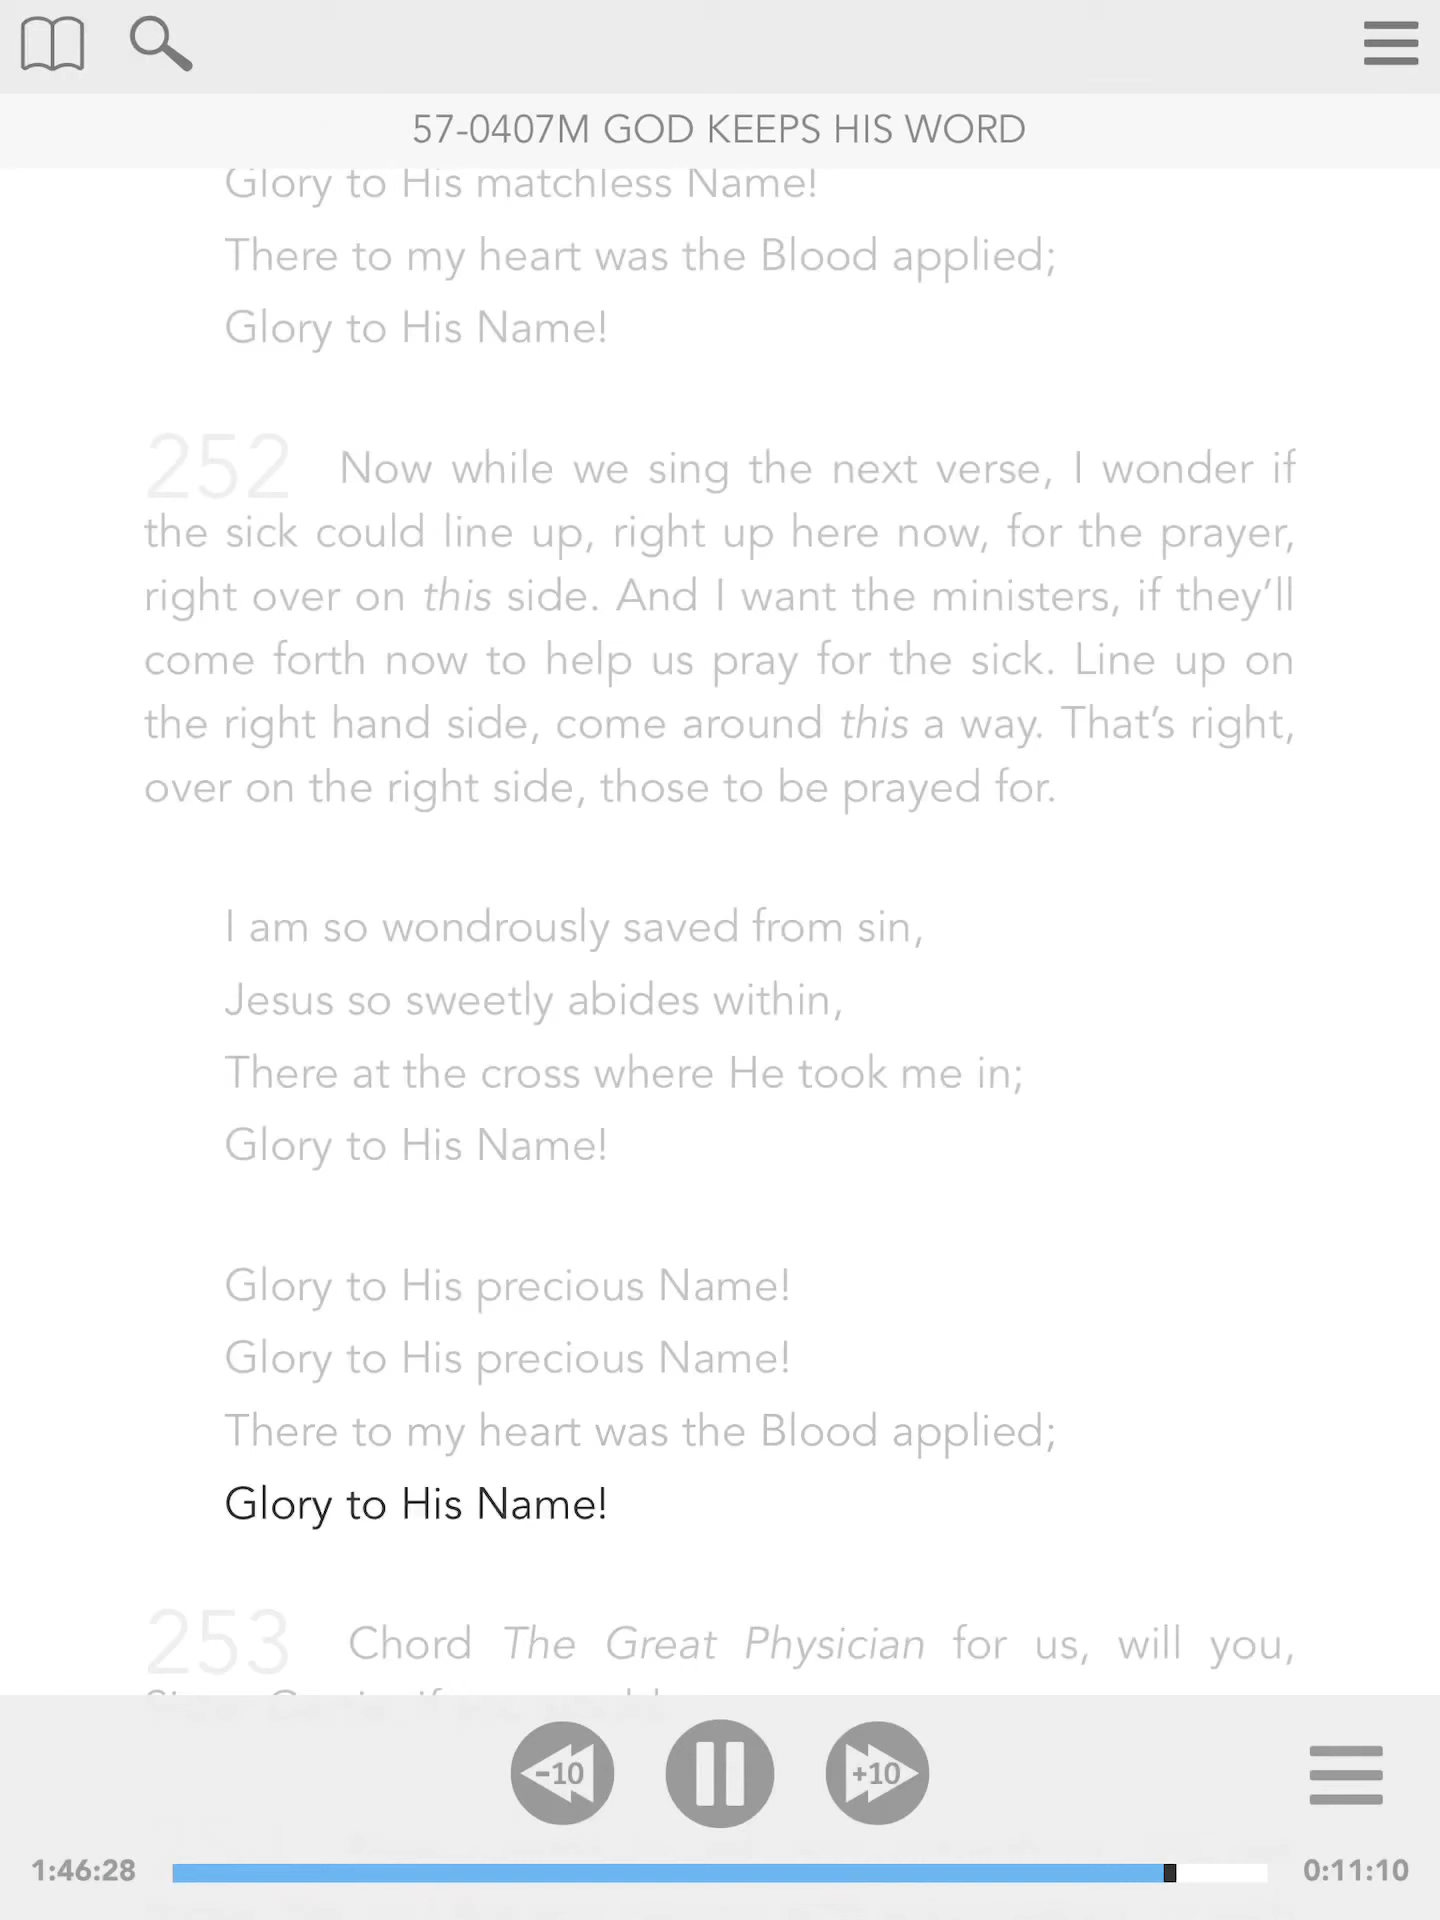 57-0407M GOD KEEPS HIS WORD
Glory to His matchless Name!
There to my heart was the Blood applied;
Glory to His Name!
252 Now while we sing the next verse, I wonder if
the sick could line up, right up here now, for the prayer,
right over on this side. And I want the ministers, if they’ll
come forth now to help us pray for the sick. Line up on
the right hand side, come around this a way. That’s right,
over on the right side, those to be prayed for.
I am so wondrously saved from sin,
Jesus so sweetly abides within,
There at the cross where He took me in;
Glory to His Name!
Glory to His precious Name!
Glory to His precious Name!
There to my heart was the Blood applied;
Glory to His Name!
253 Chord The Great Physician for us, will you,
-10 +10
1:46:28 0:11:10